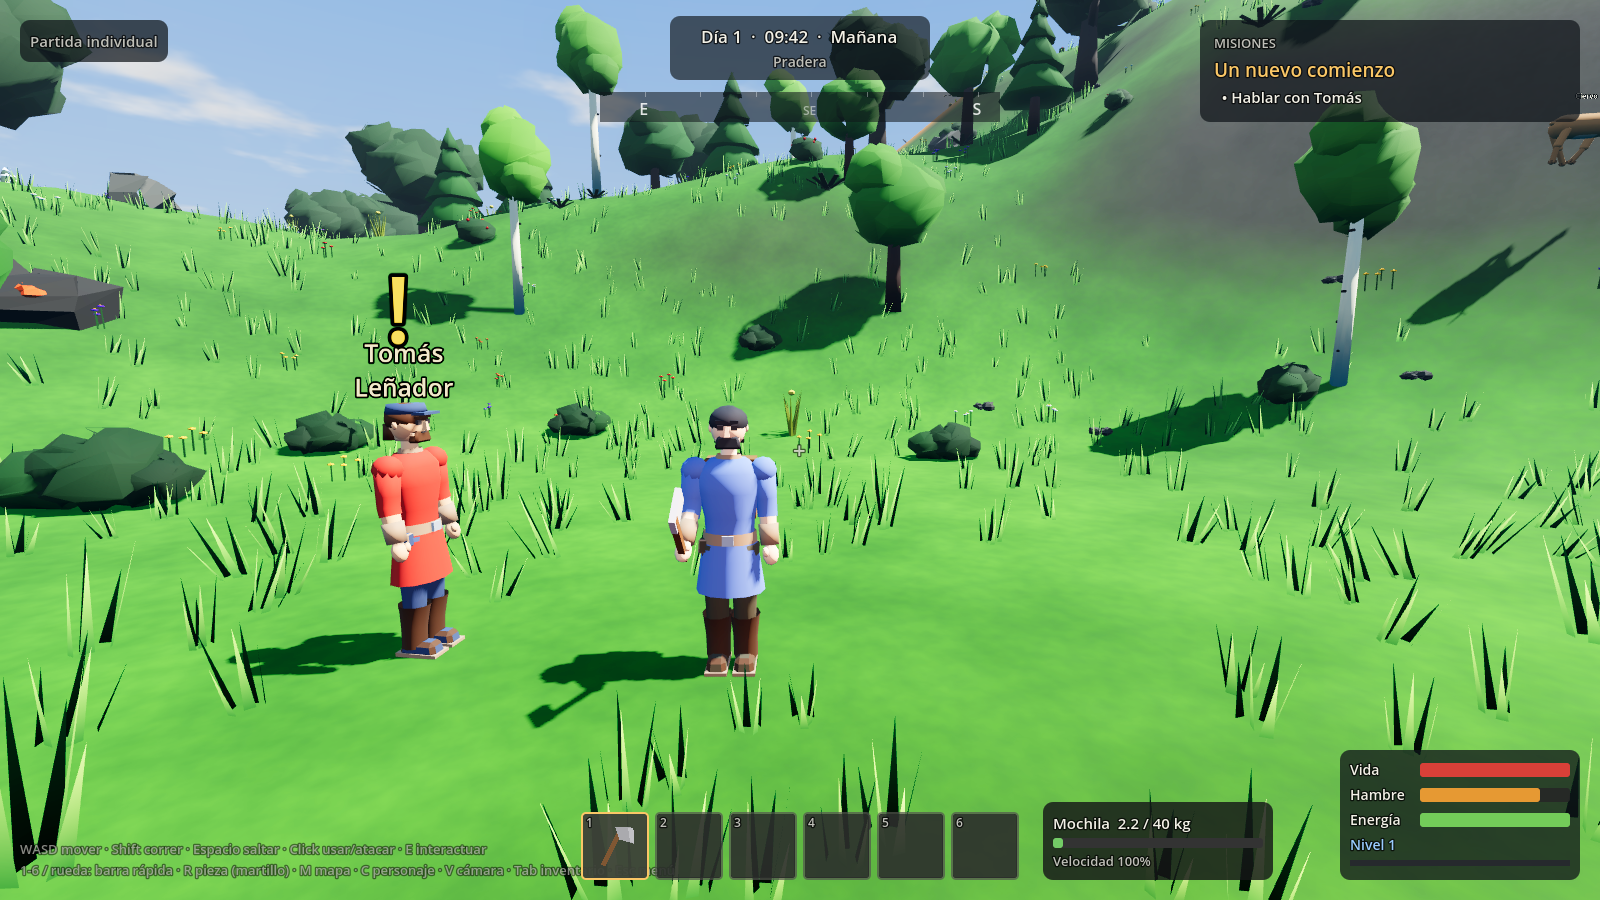 Partida individual
Día 1 · 09:42 · Mañana
Pradera
E
SE
S
MISIONES
Un nuevo comienzo
• Hablar con Tomás
Ciervo
!
Tomás
Leñador
Vida
Hambre
Energía
Nivel 1
Mochila 2.2 / 40 kg
Velocidad 100%
1
2
3
4
5
6
WASD mover · Shift correr · Espacio saltar · Click usar/atacar · E interactuar
1-6 / rueda: barra rápida · R pieza (martillo) · M mapa · C personaje · V cámara · Tab